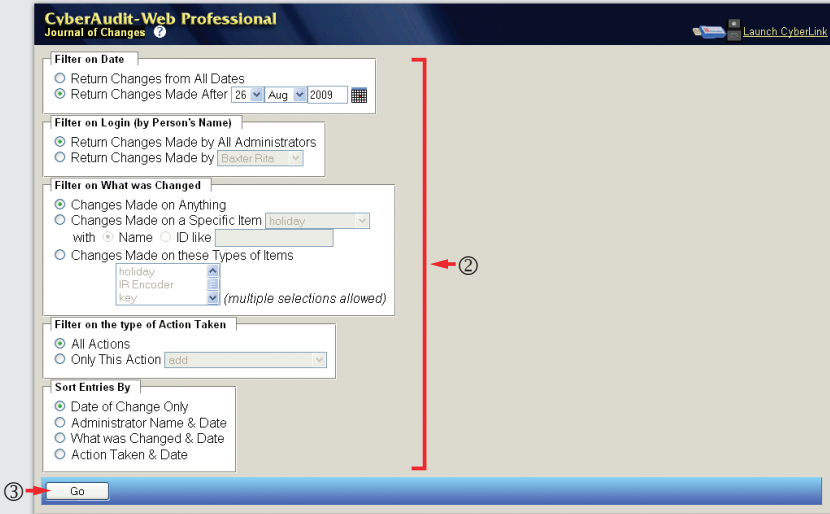 CyberAudit-Web Professional
Journal of Changes ?
Launch CyberLink
Filter on Date
Return Changes from All Dates
Return Changes Made After 26 Aug 2009
Filter on Login (by Person's Name)
Return Changes Made by All Administrators
Return Changes Made by Baxter Rita
Filter on What was Changed
Changes Made on Anything
Changes Made on a Specific Item holiday
with Name ID like
Changes Made on these Types of Items
holiday
IR Encoder
key
(multiple selections allowed)
②
Filter on the type of Action Taken
All Actions
Only This Action add
Sort Entries By
Date of Change Only
Administrator Name & Date
What was Changed & Date
Action Taken & Date
③ Go